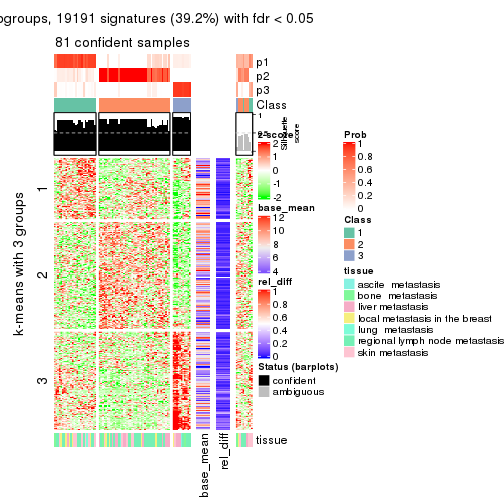 ogroups, 19191 signatures (39.2%) with fdr < 0.05
81 confident samples
p1
p2
p3
Class
1
0.5
Silhouette
score
z-score
2
1
0
-1
-2
base_mean
12
10
8
6
4
rel_diff
1
0.8
0.6
0.4
0.2
0
Status (barplots)
confident
ambiguous
Prob
1
0.8
0.6
0.4
0.2
0
Class
1
2
3
tissue
ascite metastasis
bone metastasis
liver metastasis
local metastasis in the breast
lung metastasis
regional lymph node metastasis
skin metastasis
k-means with 3 groups
1
2
3
tissue
base_mean
rel_diff